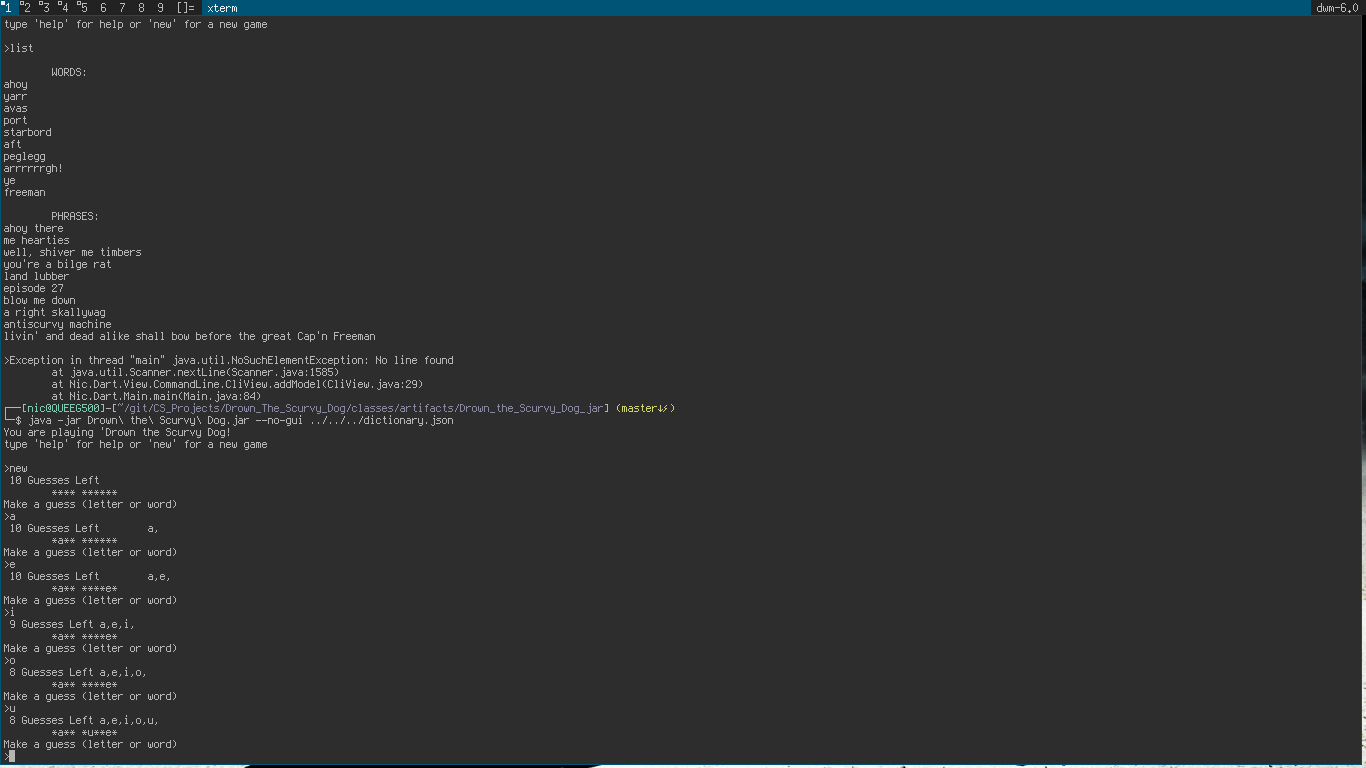 1 2 3 4 5 6 7 8 9 []= xterm dwm-6.0
type 'help' for help or 'new' for a new game
>list
WORDS:
ahoy
yarr
avas
port
starbord
aft
peglegg
arrrrrrgh!
ye
freeman
PHRASES:
ahoy there
me hearties
well, shiver me timbers
you're a bilge rat
land lubber
episode 27
blow me down
a right skallywag
antiscurvy machine
livin' and dead alike shall bow before the great Cap'n Freeman
>Exception in thread "main" java.util.NoSuchElementException: No line found
at java.util.Scanner.nextLine(Scanner.java:1585)
at Nic.Dart.View.CommandLine.CliView.addModel(CliView.java:29)
at Nic.Dart.Main.main(Main.java:84)
┌──[nic@QUEEG500]-[~/git/CS_Projects/Drown_The_Scurvy_Dog/classes/artifacts/Drown_the_Scurvy_Dog_jar] (master↓⚡)
└─$ java -jar Drown\ the\ Scurvy\ Dog.jar --no-gui ../../../dictionary.json
You are playing 'Drown the Scurvy Dog!
type 'help' for help or 'new' for a new game
>new
10 Guesses Left
**** ******
Make a guess (letter or word)
>a
10 Guesses Left a,
*a** ******
Make a guess (letter or word)
>e
10 Guesses Left a,e,
*a** ****e*
Make a guess (letter or word)
>i
9 Guesses Left a,e,i,
*a** ****e*
Make a guess (letter or word)
>o
8 Guesses Left a,e,i,o,
*a** ****e*
Make a guess (letter or word)
>u
8 Guesses Left a,e,i,o,u,
*a** *u**e*
Make a guess (letter or word)
>